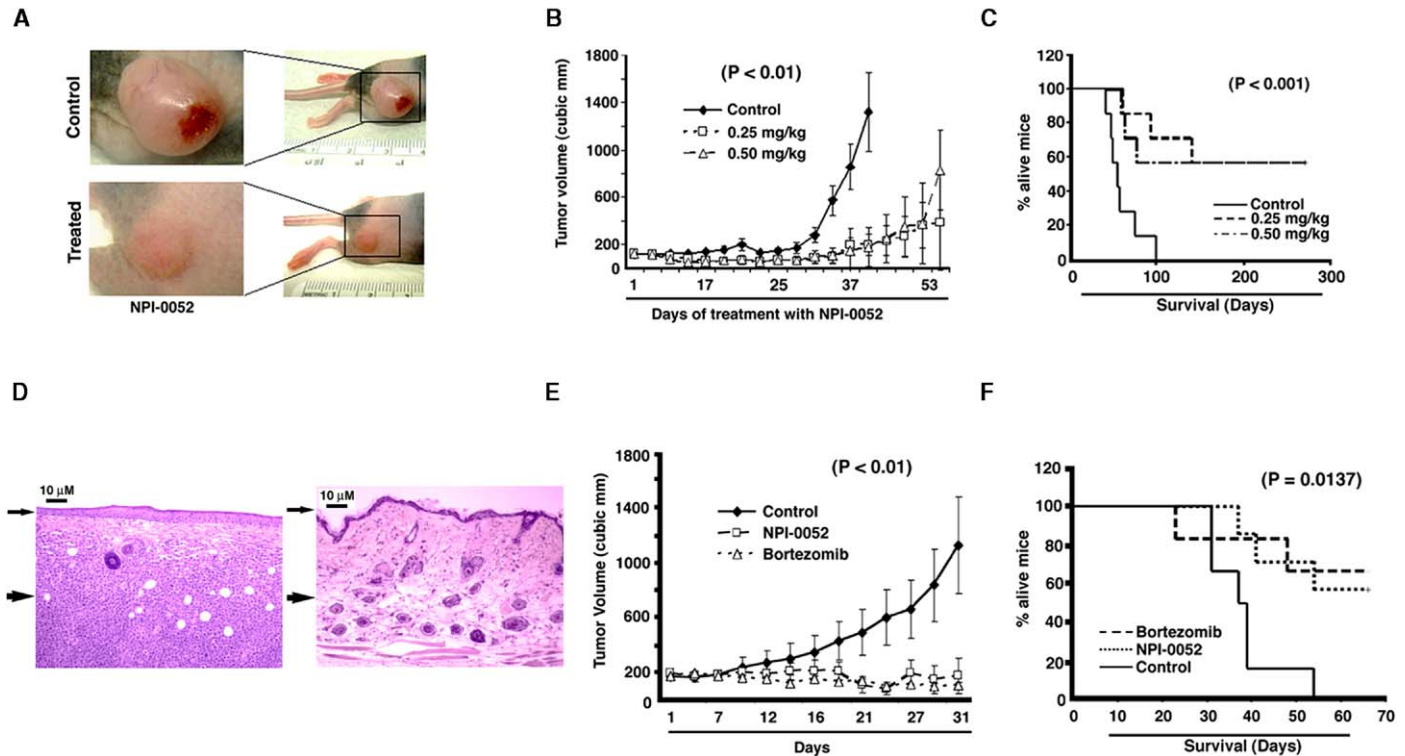 A
Control
Treated
NPI-0052
B
1800
1400
1000
600
200
0
(P < 0.01)
Control
0.25 mg/kg
0.50 mg/kg
Tumor volume (cubic mm)
1 17 25 37 53
Days of treatment with NPI-0052
C
120
100
80
60
40
20
0
(P < 0.001)
% alive mice
Control
0.25 mg/kg
0.50 mg/kg
0 100 200 300
Survival (Days)
D
10 µM
10 µM
E
1800
1400
1000
600
200
0
(P < 0.01)
Control
NPI-0052
Bortezomib
Tumor Volume (cubic mm)
1 7 12 16 21 27 31
Days
F
120
100
80
60
40
20
0
(P = 0.0137)
% alive mice
Bortezomib
NPI-0052
Control
0 10 20 30 40 50 60 70
Survival (Days)